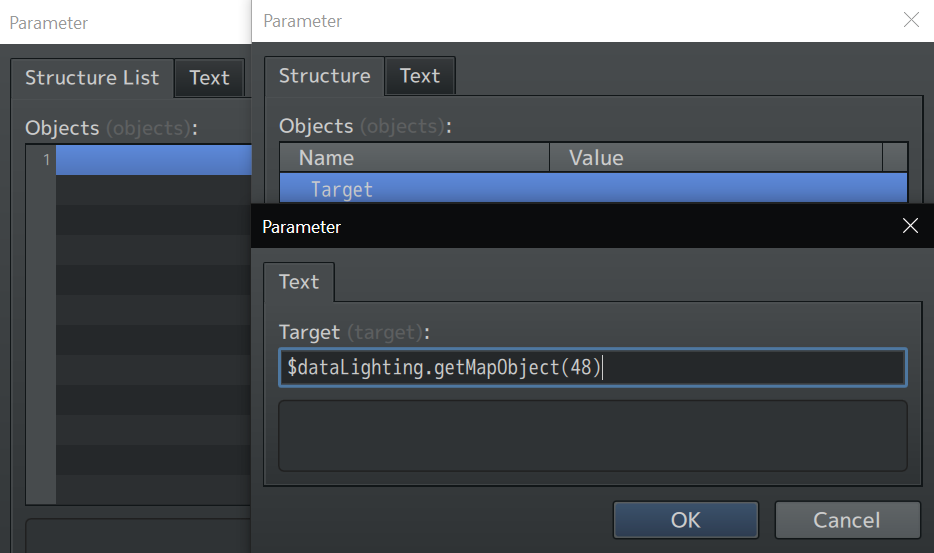 Parameter
Structure List
Text
Objects (objects):
1
Parameter
Structure
Text
Objects (objects):
Name
Value
Target
Parameter
Text
Target (target):
$dataLighting.getMapObject(48)
OK
Cancel